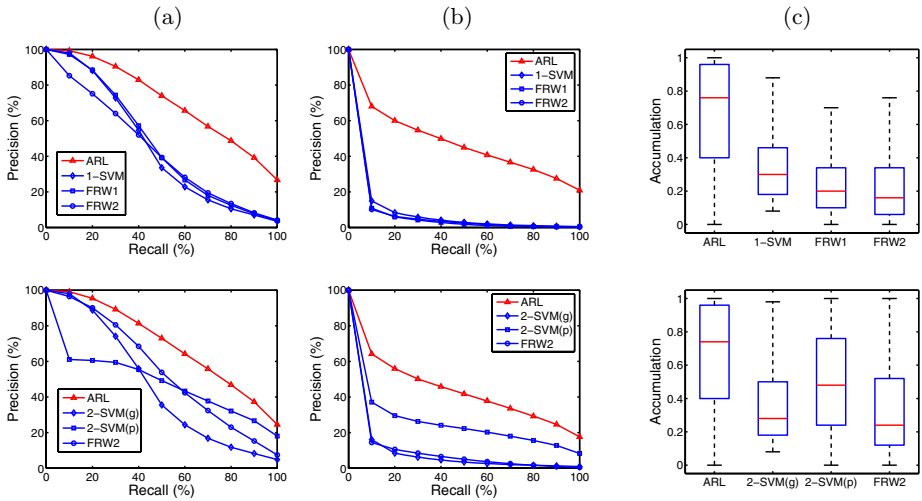 (a)
(b)
(c)
100
80
60
40
20
0
Precision (%)
0 20 40 60 80 100
Recall (%)
ARL
1-SVM
FRW1
FRW2
100
80
60
40
20
0
Precision (%)
0 20 40 60 80 100
Recall (%)
ARL
1-SVM
FRW1
FRW2
1
0.8
0.6
0.4
0.2
0
Accumulation
ARL 1-SVM FRW1 FRW2
100
80
60
40
20
0
Precision (%)
0 20 40 60 80 100
Recall (%)
ARL
2-SVM(g)
2-SVM(p)
FRW2
100
80
60
40
20
0
Precision (%)
0 20 40 60 80 100
Recall (%)
ARL
2-SVM(g)
2-SVM(p)
FRW2
1
0.8
0.6
0.4
0.2
0
Accumulation
ARL 2-SVM(g) 2-SVM(p) FRW2